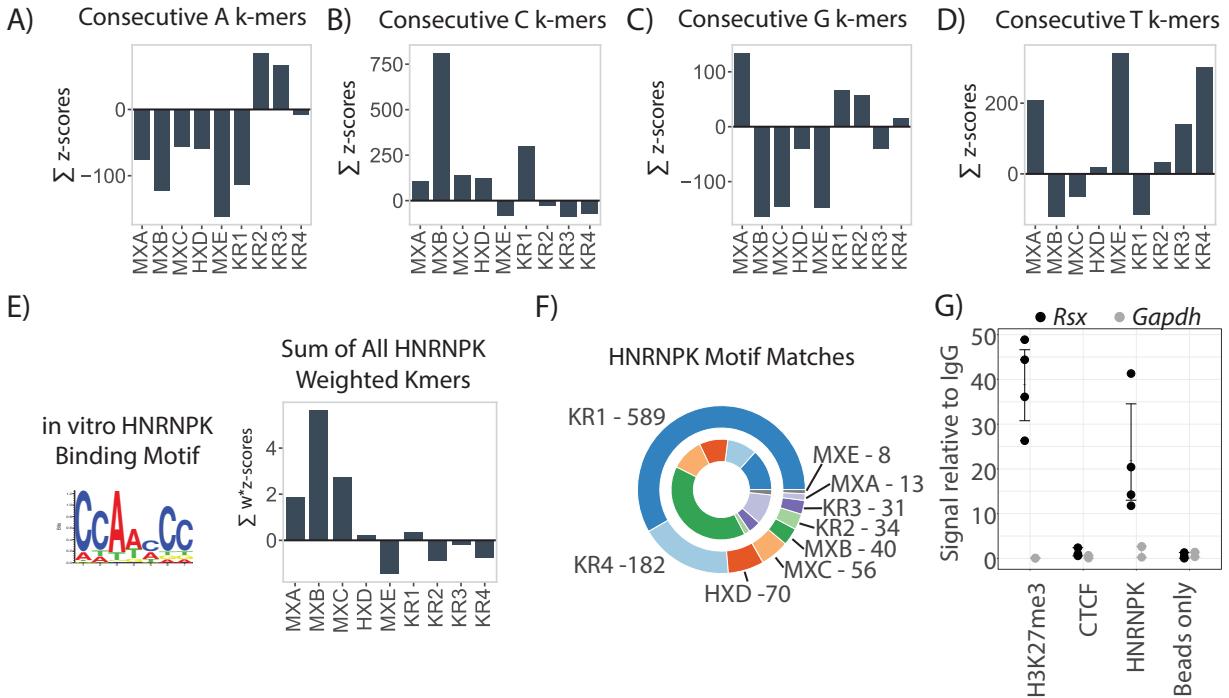 A)
Consecutive A k-mers
∑ z-scores
0
−100
MXA
MXB
MXC
HXD
MXE
KR1
KR2
KR3
KR4
B)
Consecutive C k-mers
∑ z-scores
750
500
250
0
MXA
MXB
MXC
HXD
MXE
KR1
KR2
KR3
KR4
C)
Consecutive G k-mers
∑ z-scores
100
0
−100
MXA
MXB
MXC
HXD
MXE
KR1
KR2
KR3
KR4
D)
Consecutive T k-mers
∑ z-scores
200
0
MXA
MXB
MXC
HXD
MXE
KR1
KR2
KR3
KR4
E)
in vitro HNRNPK
Binding Motif
Sum of All HNRNPK
Weighted Kmers
∑ w*z-scores
4
2
0
MXA
MXB
MXC
HXD
MXE
KR1
KR2
KR3
KR4
F)
HNRNPK Motif Matches
KR1 - 589
MXE - 8
MXA - 13
KR3 - 31
KR2 - 34
MXB - 40
MXC - 56
HXD -70
KR4 -182
G)
Rsx
Gapdh
Signal relative to IgG
50
40
30
20
10
0
H3K27me3
CTCF
HNRNPK
Beads only